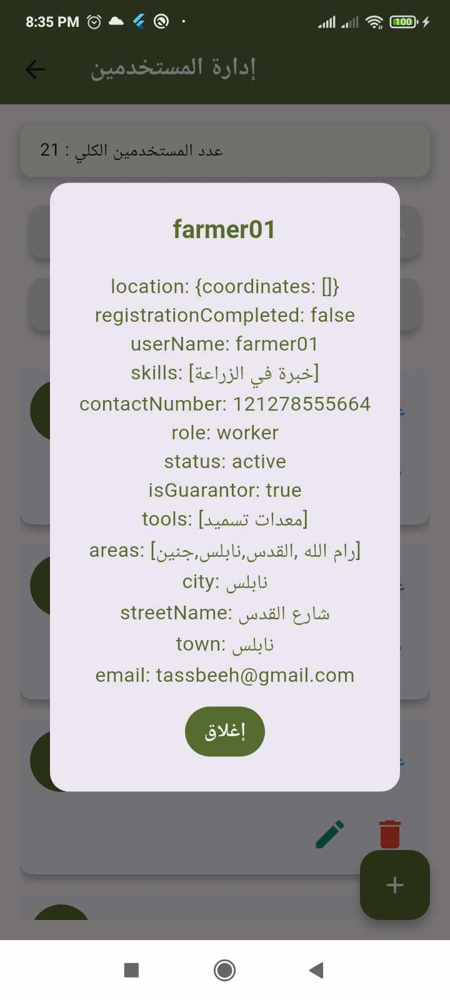 8:35 PM
100
إدارة المستخدمين
عدد المستخدمين الكلي : 21
farmer01
location: {coordinates: []}
registrationCompleted: false
userName: farmer01
skills: [خبرة في الزراعة]
contactNumber: 121278555664
role: worker
status: active
isGuarantor: true
tools: [معدات تسميد]
areas: [رام الله ,القدس,نابلس,جنين]
city: نابلس
streetName: شارع القدس
town: نابلس
email: tassbeeh@gmail.com
إغلاق